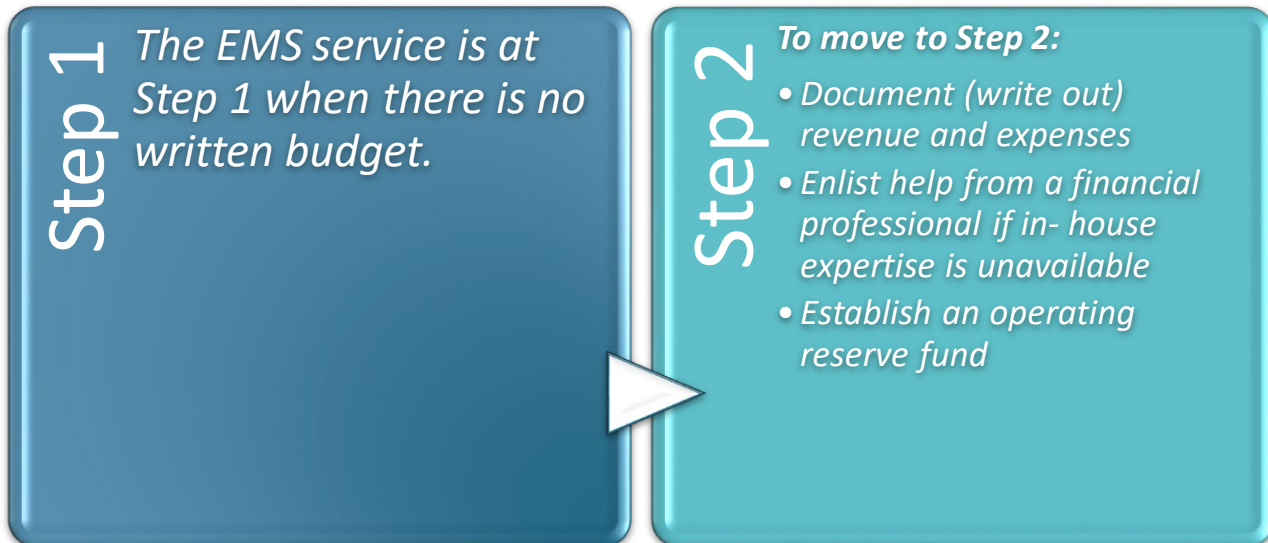 Step 1
The EMS service is at
Step 1 when there is no
written budget.
Step 2
To move to Step 2:
• Document (write out)
revenue and expenses
• Enlist help from a financial
professional if in- house
expertise is unavailable
• Establish an operating
reserve fund